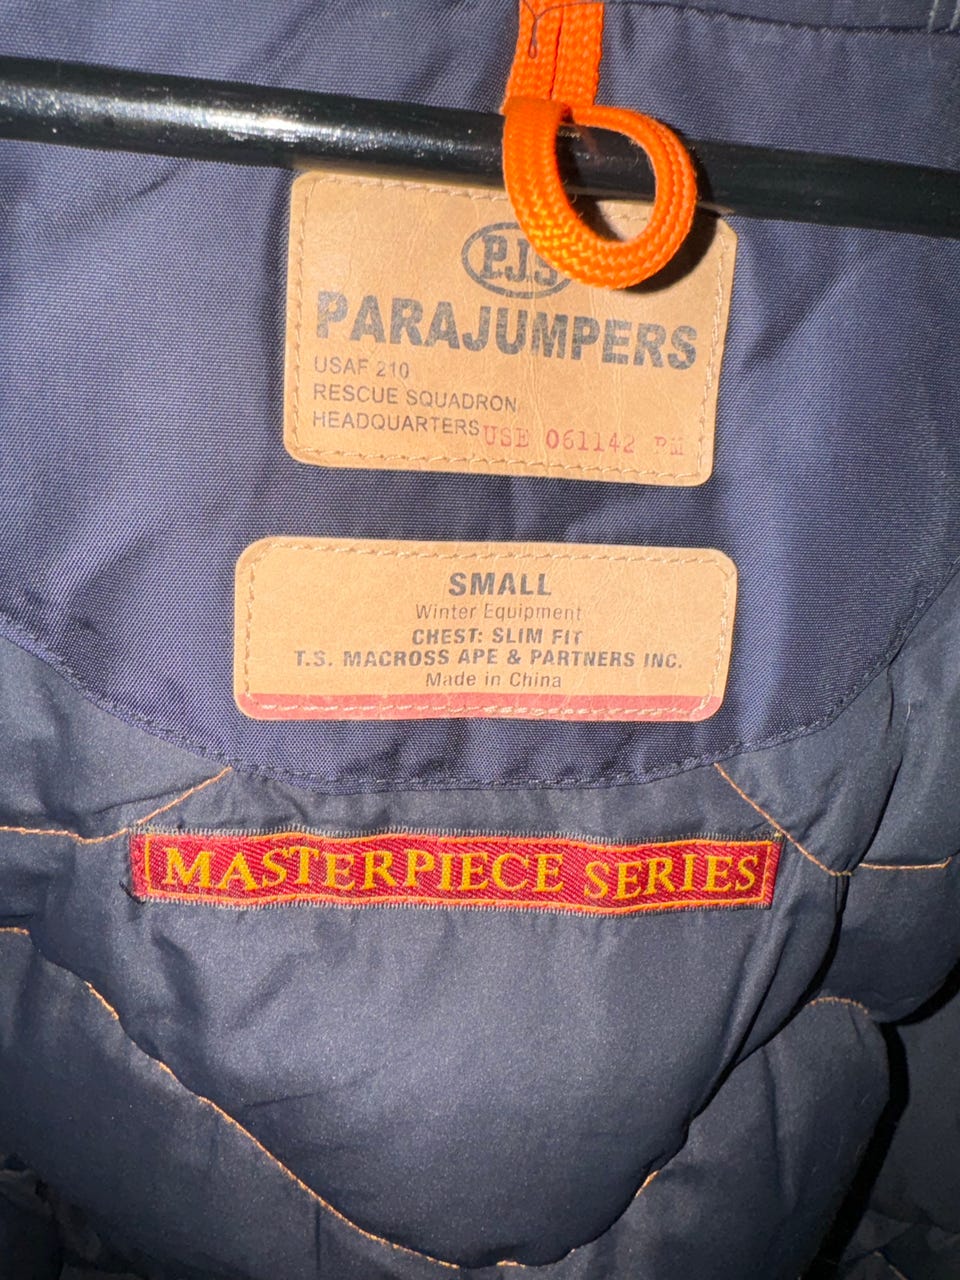 P.J.S
PARAJUMPERS
USAF 210
RESCUE SQUADRON
HEADQUARTERS USE 061142 PM
SMALL
Winter Equipment
CHEST: SLIM FIT
T.S. MACROSS APE & PARTNERS INC.
Made in China
MASTERPIECE SERIES